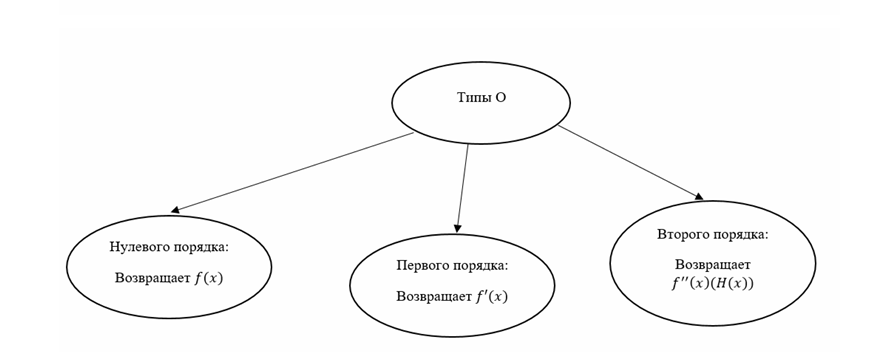 Типы О
Нулевого порядка:
Возвращает f(x)
Первого порядка:
Возвращает f′(x)
Второго порядка:
Возвращает
f′′(x)(H(x))